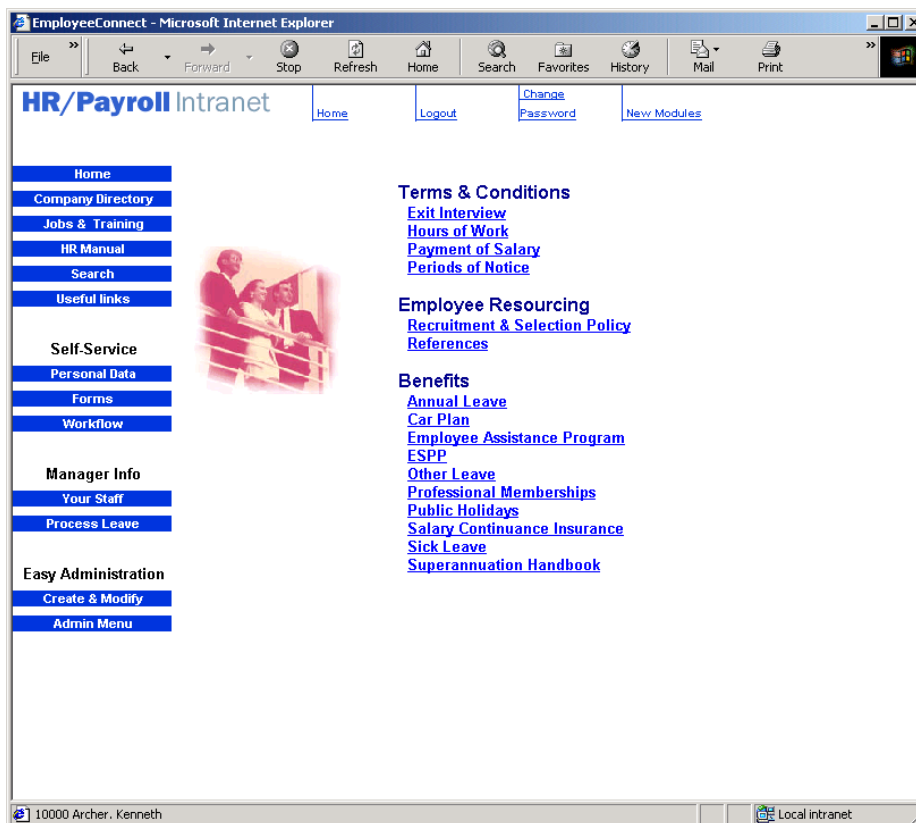 EmployeeConnect - Microsoft Internet Explorer
File » Back Forward Stop Refresh Home Search Favorites History Mail Print »
HR/Payroll Intranet
Home Logout Change Password New Modules
Home
Company Directory
Jobs & Training
HR Manual
Search
Useful links
Self-Service
Personal Data
Forms
Workflow
Manager Info
Your Staff
Process Leave
Easy Administration
Create & Modify
Admin Menu
Terms & Conditions
Exit Interview
Hours of Work
Payment of Salary
Periods of Notice
Employee Resourcing
Recruitment & Selection Policy
References
Benefits
Annual Leave
Car Plan
Employee Assistance Program
ESPP
Other Leave
Professional Memberships
Public Holidays
Salary Continuance Insurance
Sick Leave
Superannuation Handbook
10000 Archer, Kenneth Local intranet